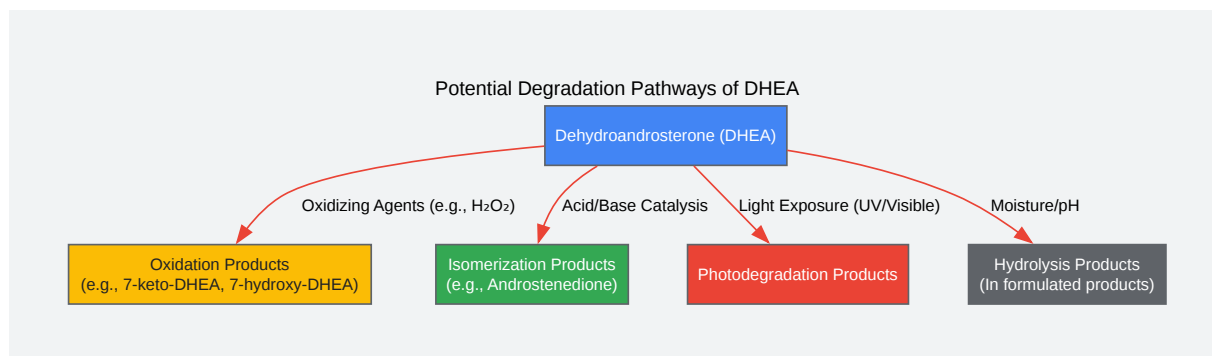 Potential Degradation Pathways of DHEA
Dehydroandrosterone (DHEA)
Oxidizing Agents (e.g., H₂O₂)
Acid/Base Catalysis
Light Exposure (UV/Visible)
Moisture/pH
Oxidation Products
(e.g., 7-keto-DHEA, 7-hydroxy-DHEA)
Isomerization Products
(e.g., Androstenedione)
Photodegradation Products
Hydrolysis Products
(In formulated products)